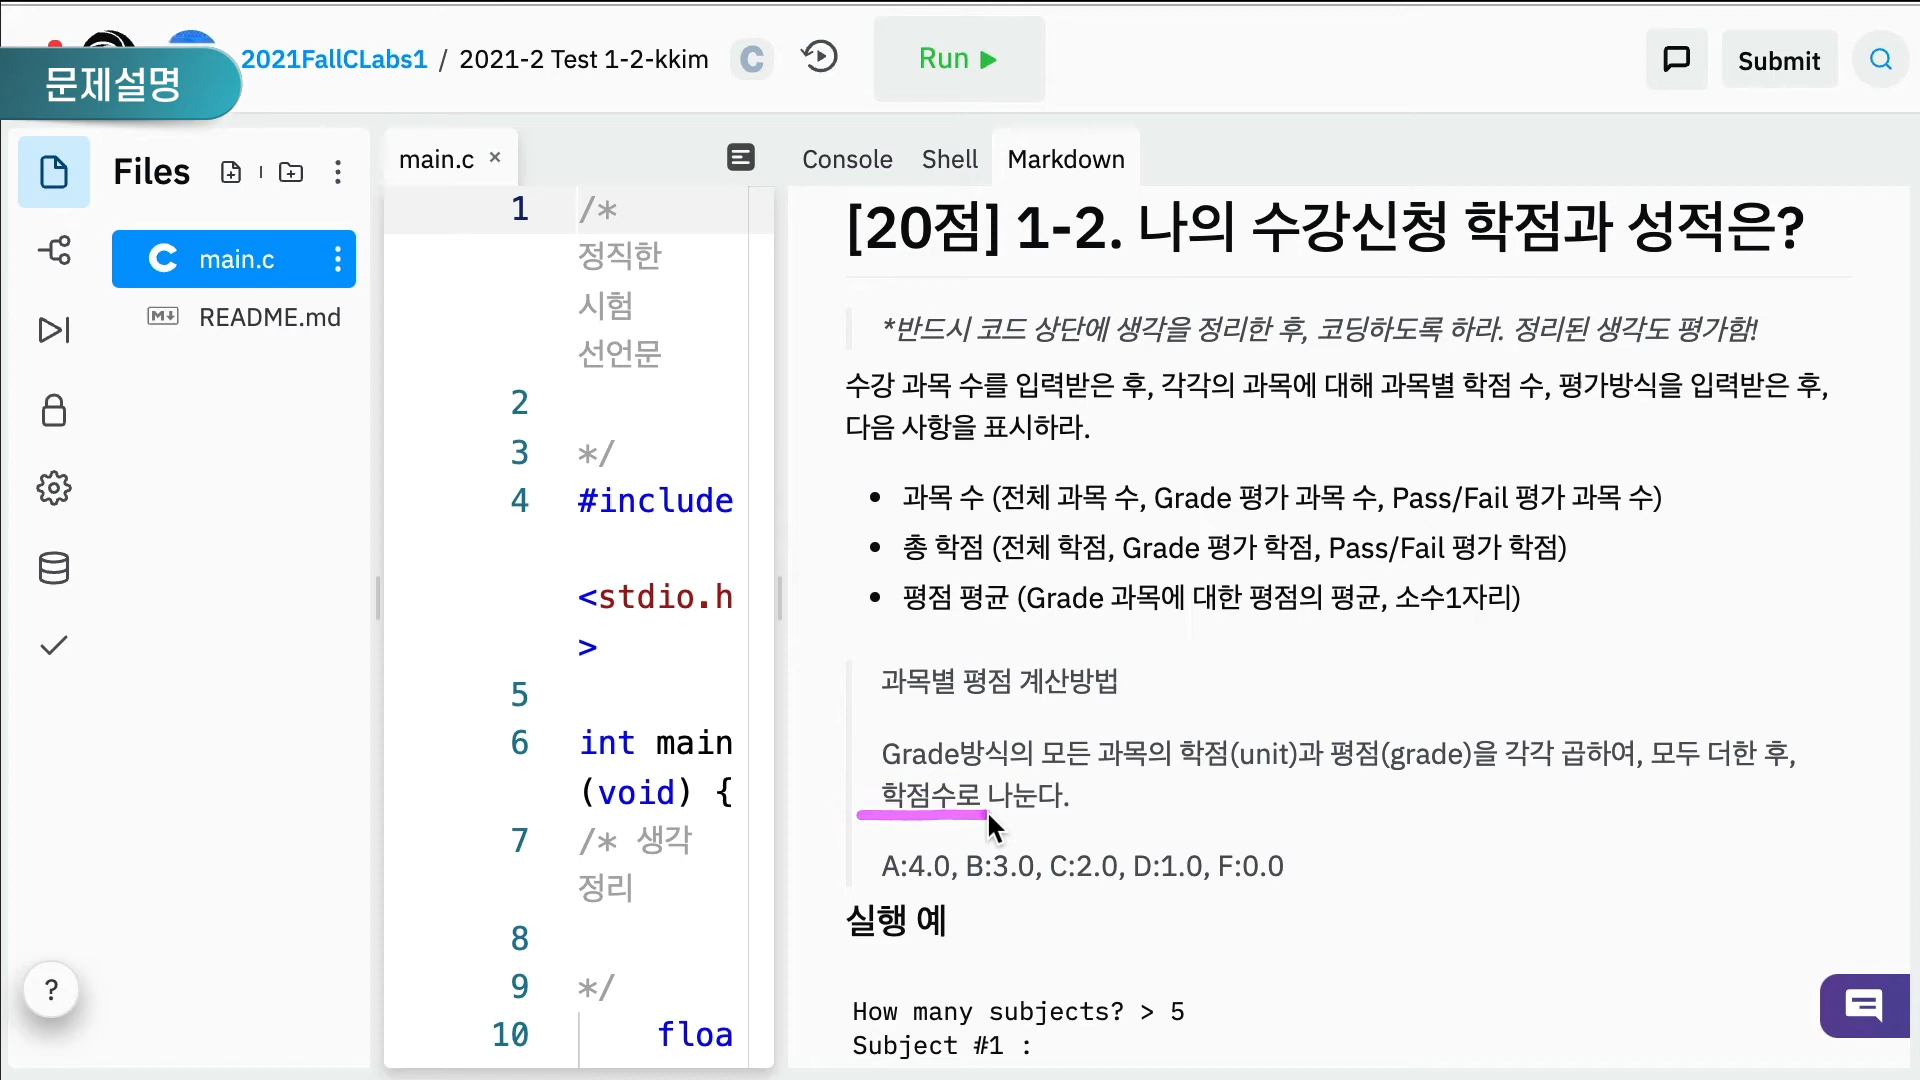 문제설명
2021FallCLabs1 / 2021-2 Test 1-2-kkim
C
Run
Submit
Files
main.c
README.md
main.c ×
Console
Shell
Markdown
1 /*
정직한
시험
선언문
2
3 */
4 #include
<stdio.h
>
5
6 int main
(void) {
7 /* 생각
정리
8
9 */
10 floa
[20점] 1-2. 나의 수강신청 학점과 성적은?
*반드시 코드 상단에 생각을 정리한 후, 코딩하도록 하라. 정리된 생각도 평가함!
수강 과목 수를 입력받은 후, 각각의 과목에 대해 과목별 학점 수, 평가방식을 입력받은 후,
다음 사항을 표시하라.
• 과목 수 (전체 과목 수, Grade 평가 과목 수, Pass/Fail 평가 과목 수)
• 총 학점 (전체 학점, Grade 평가 학점, Pass/Fail 평가 학점)
• 평점 평균 (Grade 과목에 대한 평점의 평균, 소수1자리)
과목별 평점 계산방법
Grade방식의 모든 과목의 학점(unit)과 평점(grade)을 각각 곱하여, 모두 더한 후,
학점수로 나눈다.
A:4.0, B:3.0, C:2.0, D:1.0, F:0.0
실행 예
How many subjects? > 5
Subject #1 :
?